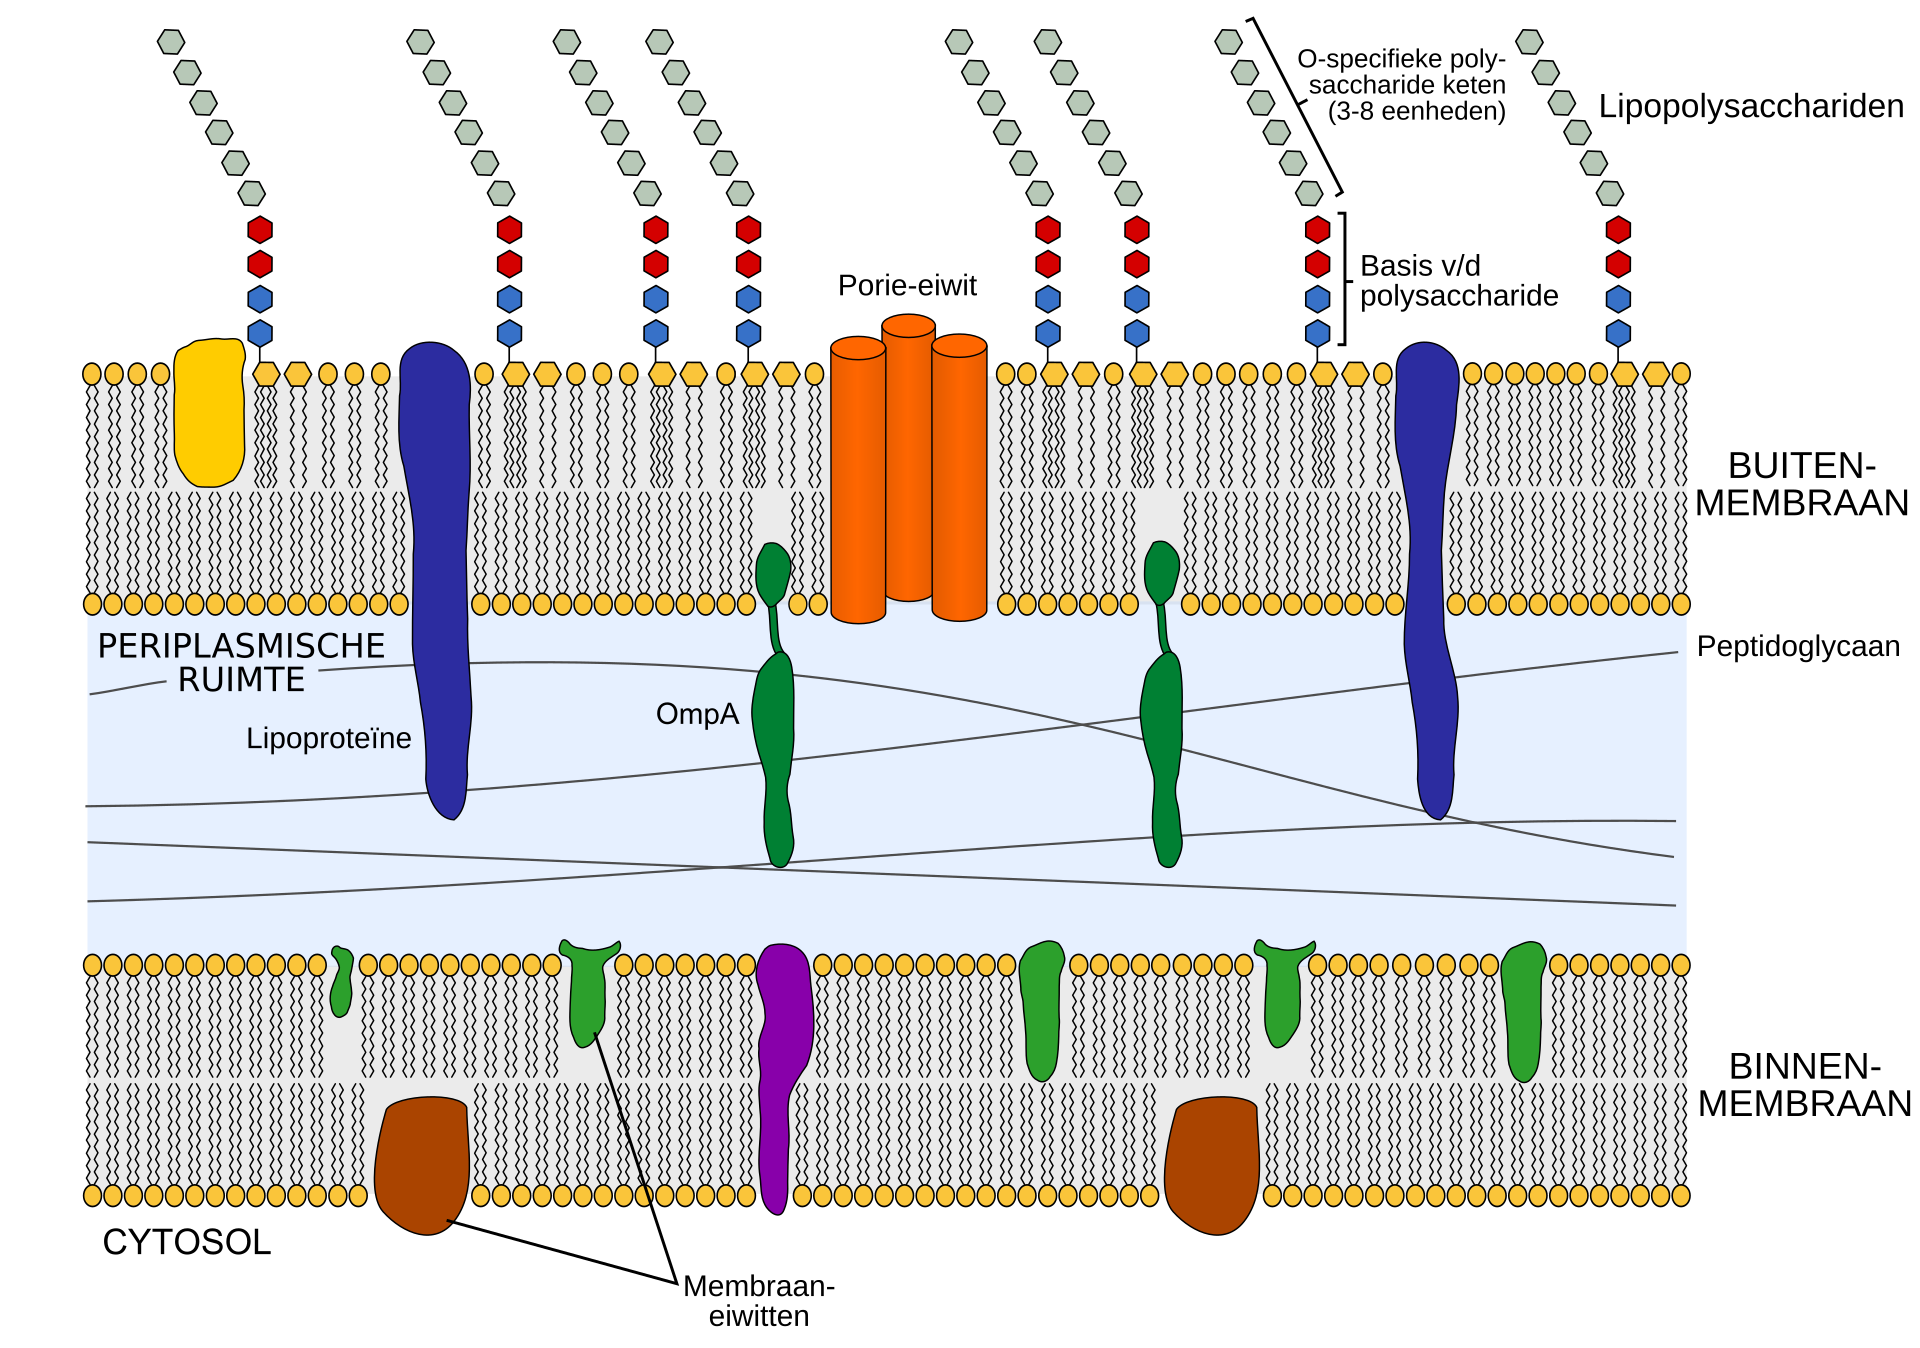 O-specifieke poly-
saccharide keten
(3-8 eenheden)
Lipopolysacchariden
Basis v/d
polysaccharide
Porie-eiwit
BUITEN-
MEMBRAAN
PERIPLASMISCHE
RUIMTE
Peptidoglycaan
Lipoproteïne
OmpA
BINNEN-
MEMBRAAN
CYTOSOL
Membraan-
eiwitten